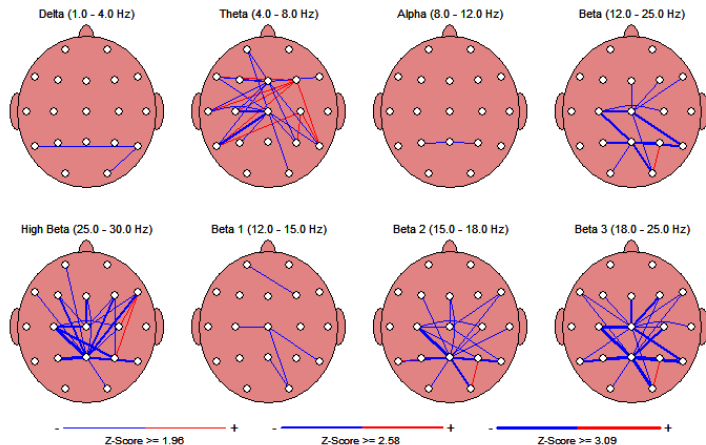 Delta (1.0 - 4.0 Hz) Theta (4.0 - 8.0 Hz) Alpha (8.0 - 12.0 Hz) Beta (12.0 - 25.0 Hz)
High Beta (25.0 - 30.0 Hz) Beta 1 (12.0 - 15.0 Hz) Beta 2 (15.0 - 18.0 Hz) Beta 3 (18.0 - 25.0 Hz)
- + - + - +
Z-Score >= 1.96 Z-Score >= 2.58 Z-Score >= 3.09